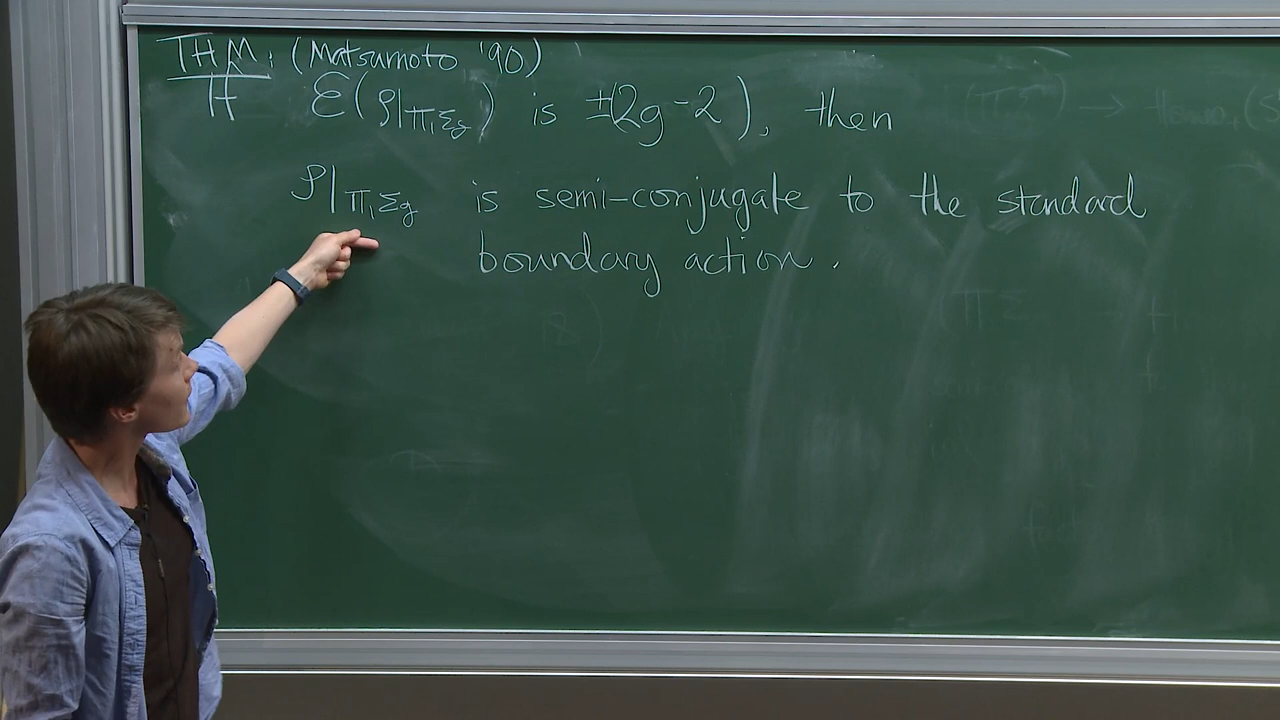 THM: (Matsumoto '90)
If ℰ(ρ|π₁Σg) is ±(2g-2), then
ρ|π₁Σg is semi-conjugate to the standard
boundary action.